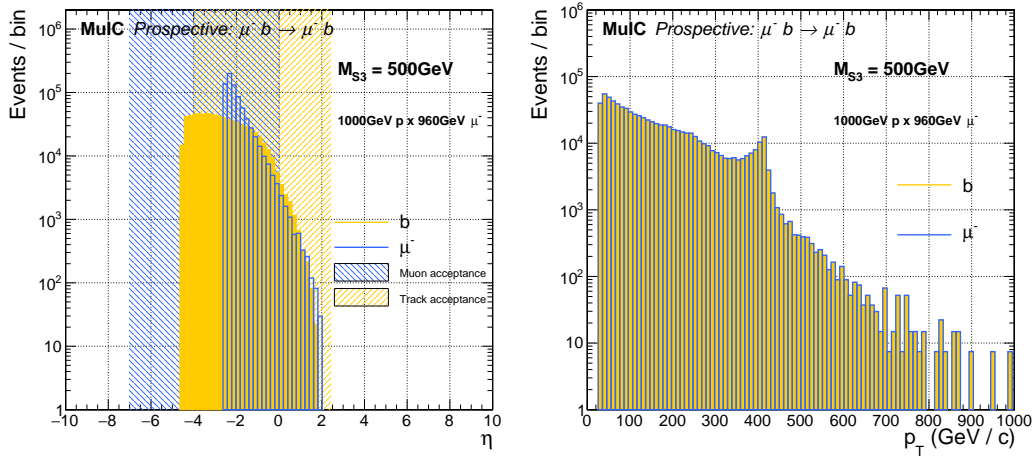 MuIC Prospective: μ⁻ b → μ⁻ b
M_S3 = 500GeV
1000GeV p x 960GeV μ⁻
b
μ⁻
Muon acceptance
Track acceptance
Events / bin
10⁶
10⁵
10⁴
10³
10²
10
1
−10 −8 −6 −4 −2 0 2 4 6 8 10
η
MuIC Prospective: μ⁻ b → μ⁻ b
M_S3 = 500GeV
1000GeV p x 960GeV μ⁻
b
μ⁻
Events / bin
10⁶
10⁵
10⁴
10³
10²
10
1
0 100 200 300 400 500 600 700 800 900 1000
p_T (GeV / c)